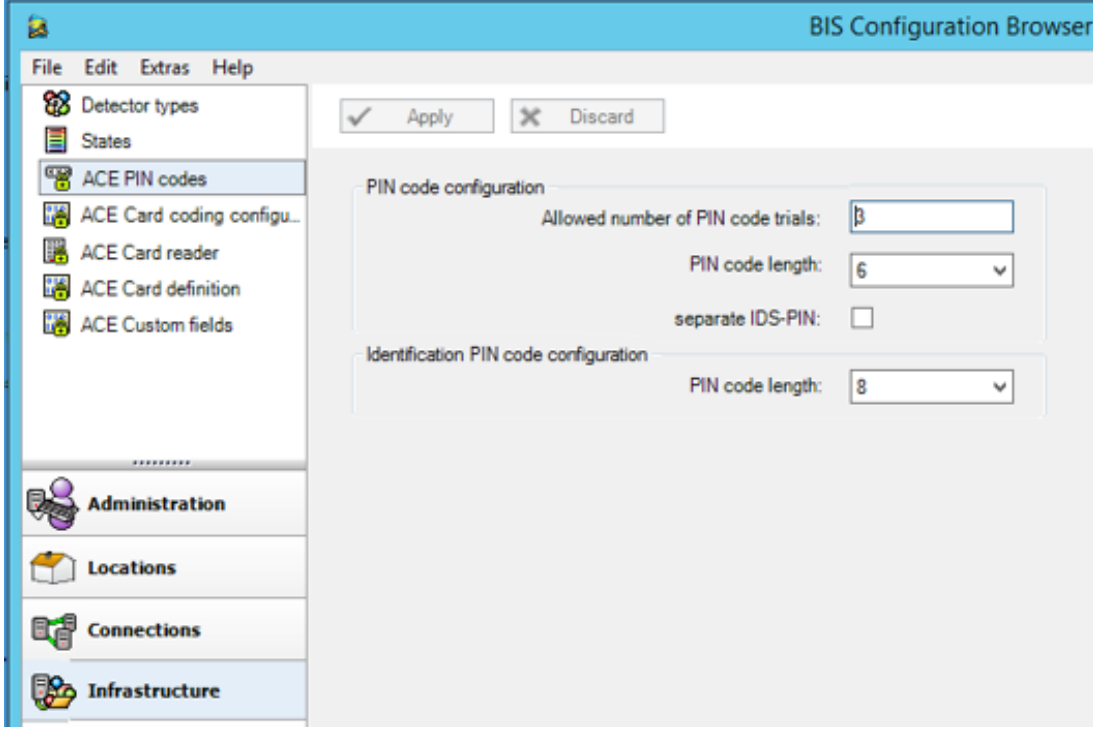 BIS Configuration Browser
File Edit Extras Help
Detector types
States
ACE PIN codes
ACE Card coding configu...
ACE Card reader
ACE Card definition
ACE Custom fields
Administration
Locations
Connections
Infrastructure
Apply Discard
PIN code configuration
Allowed number of PIN code trials: 3
PIN code length: 6
separate IDS-PIN:
Identification PIN code configuration
PIN code length: 8